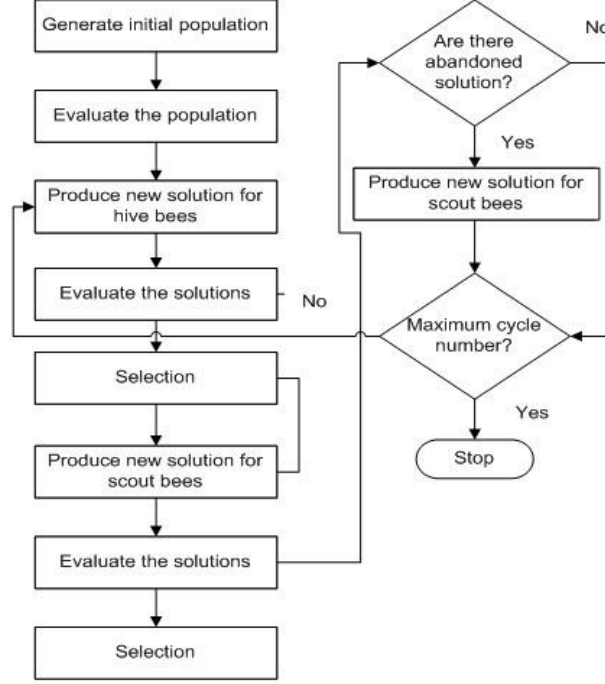 Generate initial population
Evaluate the population
Produce new solution for
hive bees
Evaluate the solutions
No
Selection
Produce new solution for
scout bees
Evaluate the solutions
Selection
Are there
abandoned
solution?
No
Yes
Produce new solution for
scout bees
Maximum cycle
number?
Yes
Stop